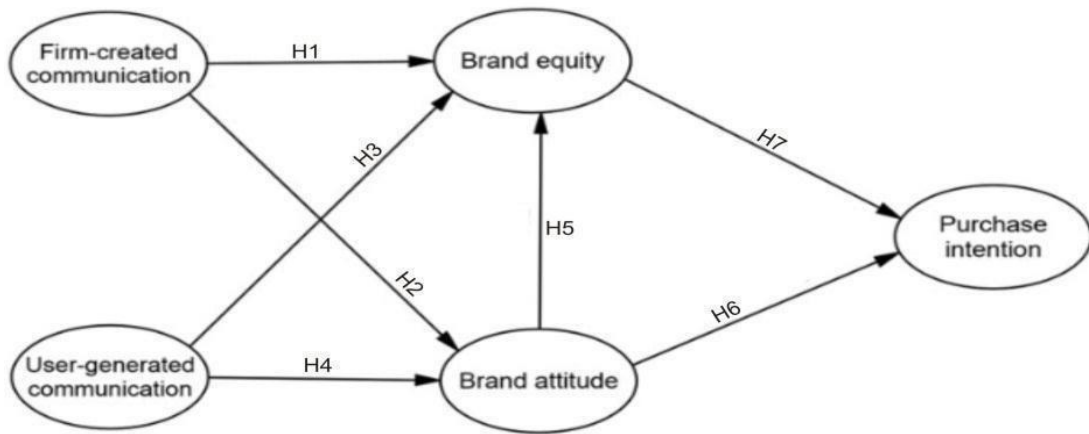 Firm-created
communication
H1
Brand equity
H3
H7
H5
Purchase
intention
H2
H6
User-generated
communication
H4
Brand attitude